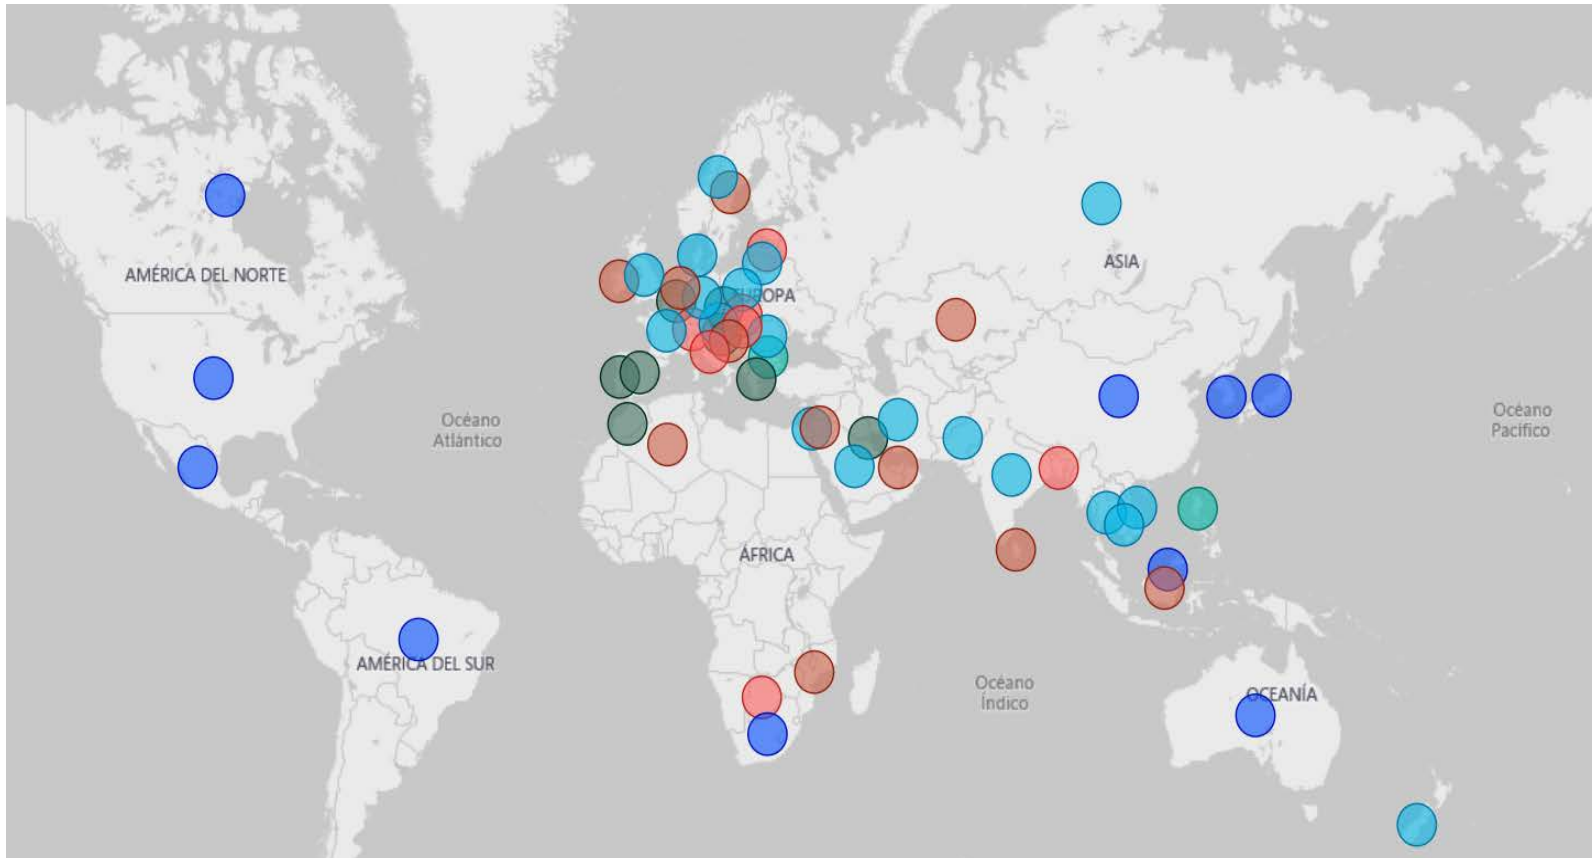 AMÉRICA DEL NORTE
ASIA
EUROPA
Océano
Atlántico
Océano
Pacífico
ÁFRICA
AMÉRICA DEL SUR
Océano
Índico
OCEANÍA